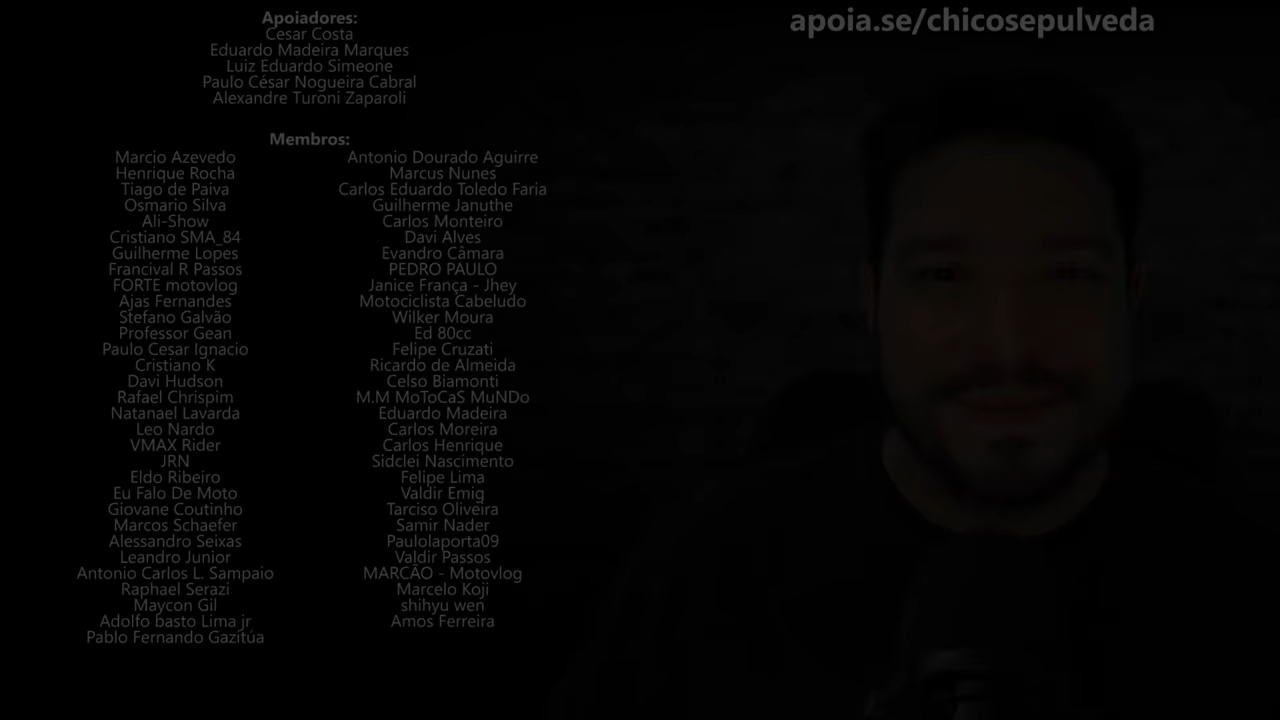 Apoiadores:
Cesar Costa
Eduardo Madeira Marques
Luiz Eduardo Simeone
Paulo César Nogueira Cabral
Alexandre Turoni Zaparoli
apoia.se/chicosepulveda
Membros:
Marcio Azevedo
Henrique Rocha
Tiago de Paiva
Osmario Silva
Ali-Show
Cristiano SMA_84
Guilherme Lopes
Francival R Passos
FORTE motovlog
Ajas Fernandes
Stefano Galvão
Professor Gean
Paulo Cesar Ignacio
Cristiano K
Davi Hudson
Rafael Chrispim
Natanael Lavarda
Leo Nardo
VMAX Rider
JRN
Eldo Ribeiro
Eu Falo De Moto
Giovane Coutinho
Marcos Schaefer
Alessandro Seixas
Leandro Junior
Antonio Carlos L. Sampaio
Raphael Serazi
Maycon Gil
Adolfo basto Lima jr
Pablo Fernando Gazitúa
Antonio Dourado Aguirre
Marcus Nunes
Carlos Eduardo Toledo Faria
Guilherme Januthe
Carlos Monteiro
Davi Alves
Evandro Câmara
PEDRO PAULO
Janice França - Jhey
Motociclista Cabeludo
Wilker Moura
Ed 80cc
Felipe Cruzati
Ricardo de Almeida
Celso Biamonti
M.M MoToCaS MuNDo
Eduardo Madeira
Carlos Moreira
Carlos Henrique
Sidclei Nascimento
Felipe Lima
Valdir Emig
Tarciso Oliveira
Samir Nader
Paulolaporta09
Valdir Passos
MARCÃO - Motovlog
Marcelo Koji
shihyu wen
Amos Ferreira